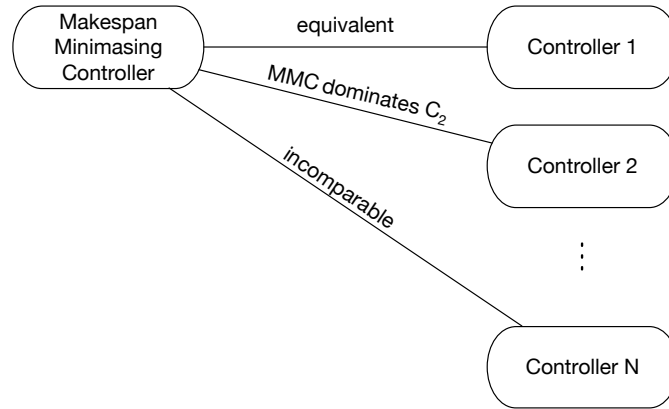 Makespan
Minimasing
Controller
equivalent
Controller 1
MMC dominates C₂
Controller 2
incomparable
Controller N